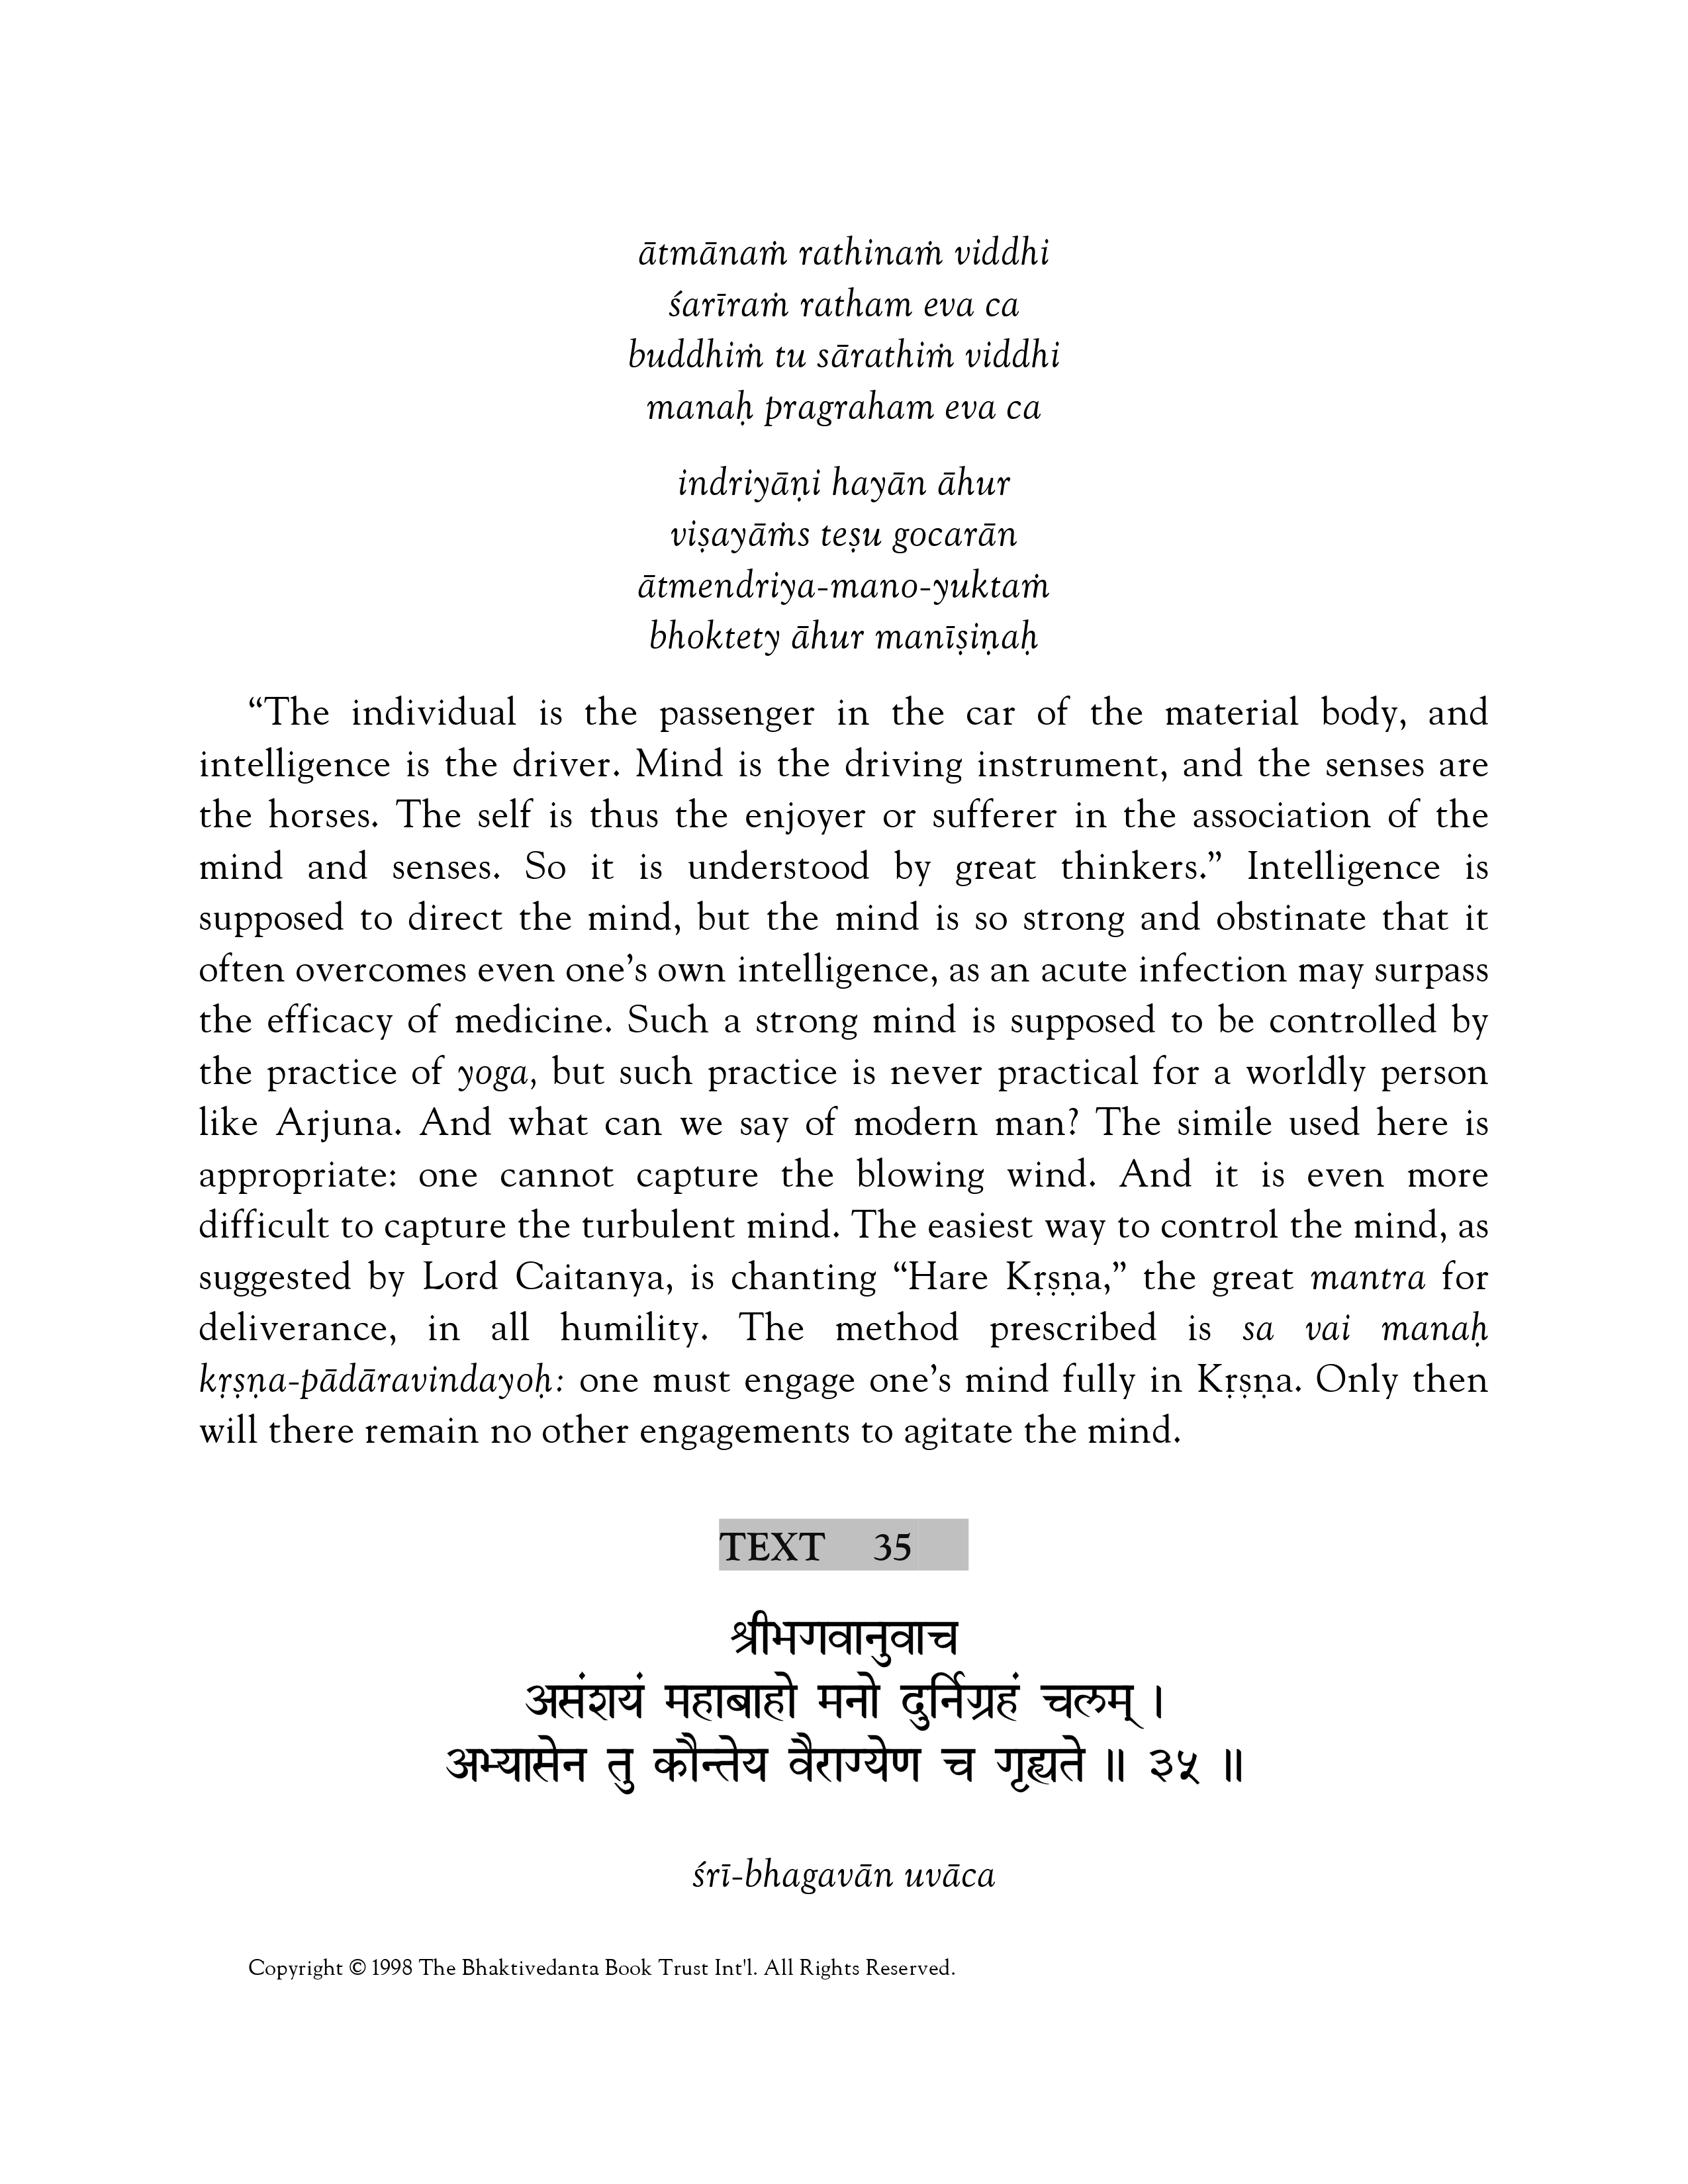 ātmānaṁ rathinaṁ viddhi
śarīraṁ ratham eva ca
buddhiṁ tu sārathiṁ viddhi
manaḥ pragraham eva ca
indriyāṇi hayān āhur
viṣayāṁs teṣu gocarān
ātmendriya-mano-yuktaṁ
bhoktety āhur manīṣiṇaḥ
“The individual is the passenger in the car of the material body, and
intelligence is the driver. Mind is the driving instrument, and the senses are
the horses. The self is thus the enjoyer or sufferer in the association of the
mind and senses. So it is understood by great thinkers.” Intelligence is
supposed to direct the mind, but the mind is so strong and obstinate that it
often overcomes even one’s own intelligence, as an acute infection may surpass
the efficacy of medicine. Such a strong mind is supposed to be controlled by
the practice of yoga, but such practice is never practical for a worldly person
like Arjuna. And what can we say of modern man? The simile used here is
appropriate: one cannot capture the blowing wind. And it is even more
difficult to capture the turbulent mind. The easiest way to control the mind, as
suggested by Lord Caitanya, is chanting “Hare Kṛṣṇa,” the great mantra for
deliverance, in all humility. The method prescribed is sa vai manaḥ
kṛṣṇa-pādāravindayoḥ: one must engage one’s mind fully in Kṛṣṇa. Only then
will there remain no other engagements to agitate the mind.
TEXT 35
श्रीभगवानुवाच
असंशयं महाबाहो मनो दुर्निग्रहं चलम् ।
अभ्यासेन तु कौन्तेय वैराग्येण च गृह्यते ॥ ३५ ॥
śrī-bhagavān uvāca
Copyright © 1998 The Bhaktivedanta Book Trust Int'l. All Rights Reserved.